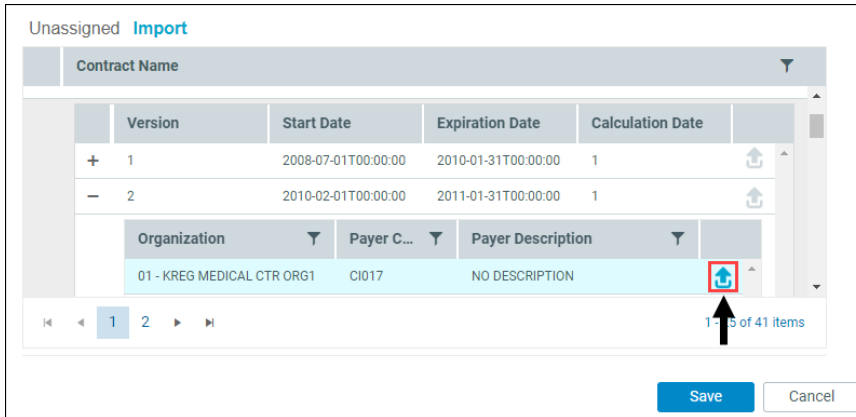 Unassigned Import
Contract Name
Version Start Date Expiration Date Calculation Date
+ 1 2008-07-01T00:00:00 2010-01-31T00:00:00 1
− 2 2010-02-01T00:00:00 2011-01-31T00:00:00 1
Organization Payer C... Payer Description
01 - KREG MEDICAL CTR ORG1 CI017 NO DESCRIPTION
1 2
1 - 25 of 41 items
Save Cancel